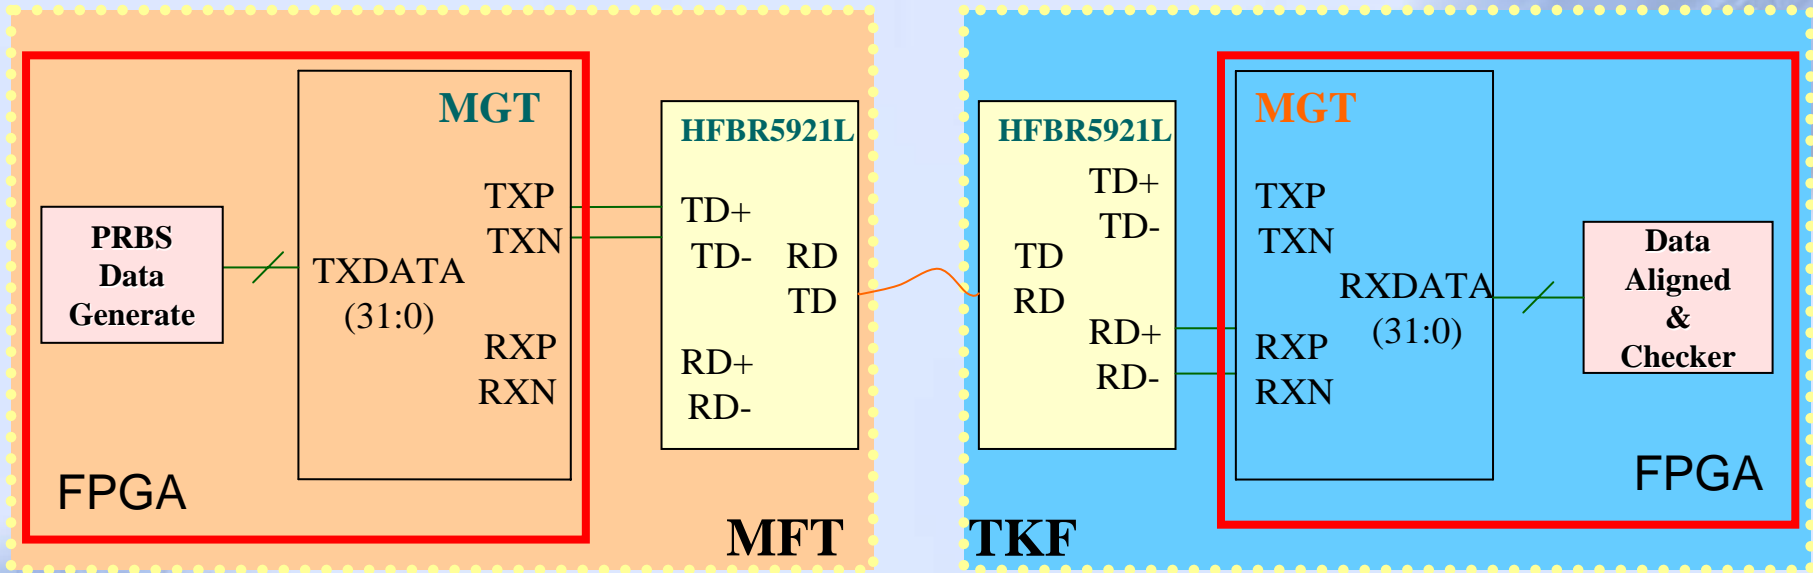 MGT
PRBS
Data
Generate
TXDATA
(31:0)
TXP
TXN
RXP
RXN
FPGA
HFBR5921L
TD+
TD-
RD
TD
RD+
RD-
MFT
HFBR5921L
TD+
TD-
TD
RD
RD+
RD-
TKF
MGT
TXP
TXN
RXDATA
(31:0)
RXP
RXN
Data
Aligned
&
Checker
FPGA